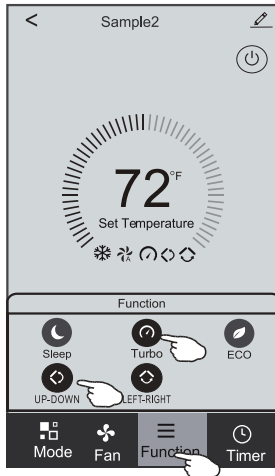 < Sample2
72°F
Set Temperature
A
Function
Sleep Turbo ECO
UP-DOWN LEFT-RIGHT
Mode Fan Function Timer